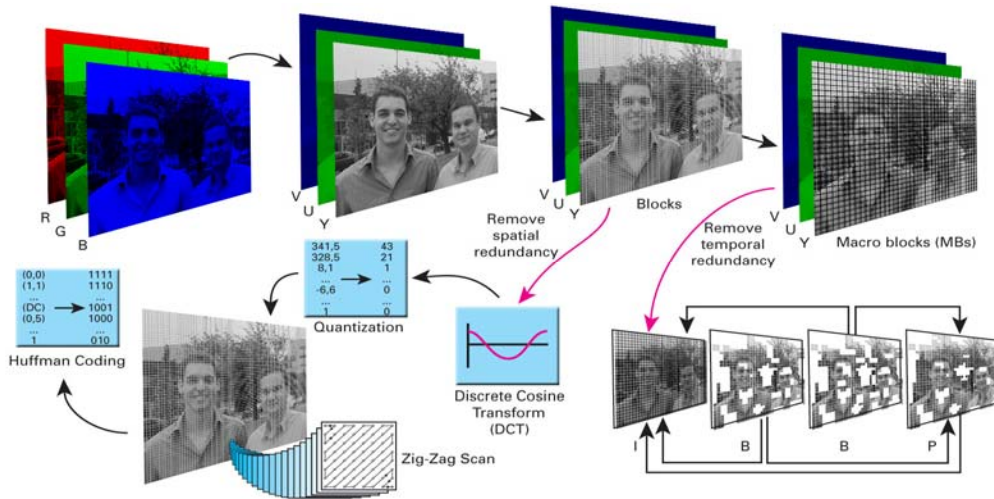 R
G
B
V
U
Y
V
U
Y
Blocks
V
U
Y
Macro blocks (MBs)
Remove
spatial
redundancy
Remove
temporal
redundancy
(0,0) 1111
(1,1) 1110
... ...
(DC) 1001
(0,5) 1000
... ...
1 010
Huffman Coding
341,5 43
328,5 21
8,1 1
... ...
-6,6 0
... ...
1 0
Quantization
Discrete Cosine
Transform
(DCT)
Zig-Zag Scan
I B B P